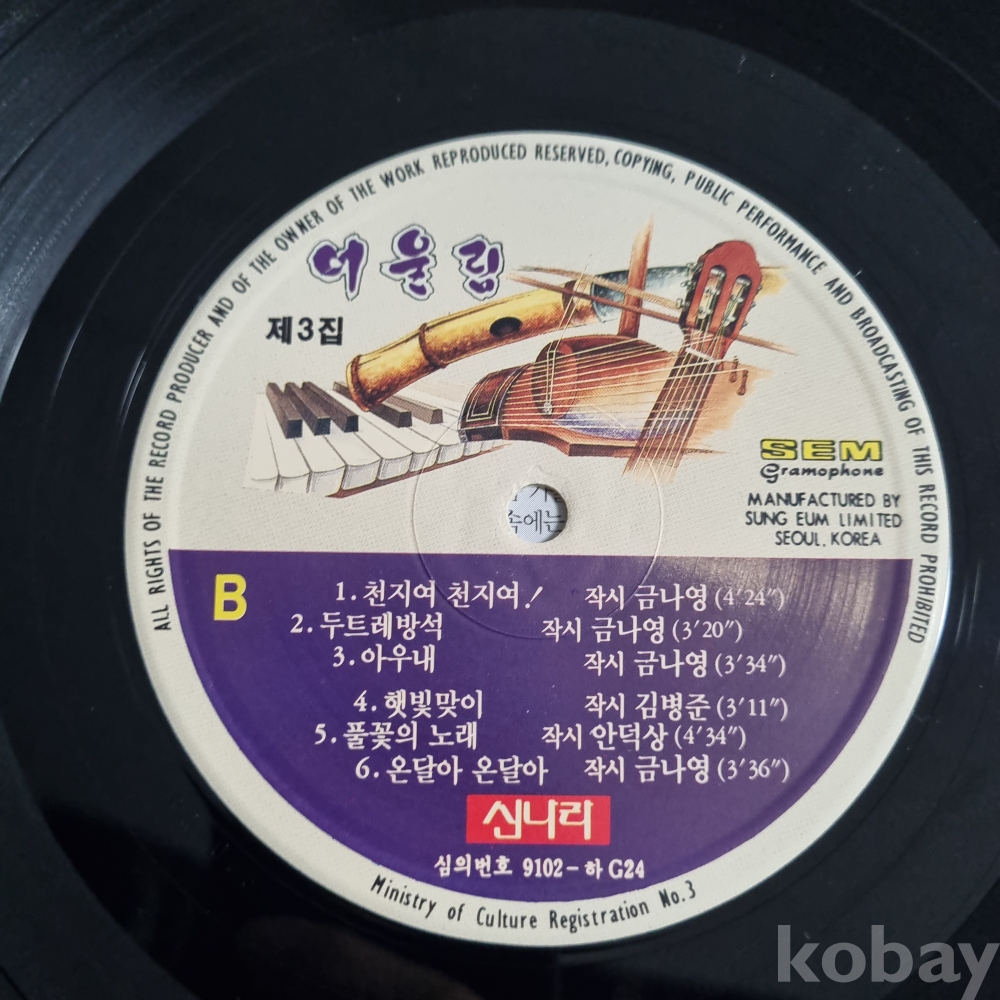 ALL RIGHTS OF THE RECORD PRODUCER AND OF THE OWNER OF THE WORK REPRODUCED RESERVED, COPYING, PUBLIC PERFORMANCE AND BROADCASTING OF THIS RECORD PROHIBITED
어울림
제3집
SEM
Gramophone
MANUFACTURED BY
SUNG EUM LIMITED
SEOUL, KOREA
속에는
B
1. 천지여 천지여! 작시 금나영 (4′24″)
2. 두트레방석 작시 금나영 (3′20″)
3. 아우내 작시 금나영 (3′34″)
4. 햇빛맞이 작시 김병준 (3′11″)
5. 풀꽃의 노래 작시 안덕상 (4′34″)
6. 온달아 온달아 작시 금나영 (3′36″)
신나라
심의번호 9102-하 G24
Ministry of Culture Registration No.3
kobay